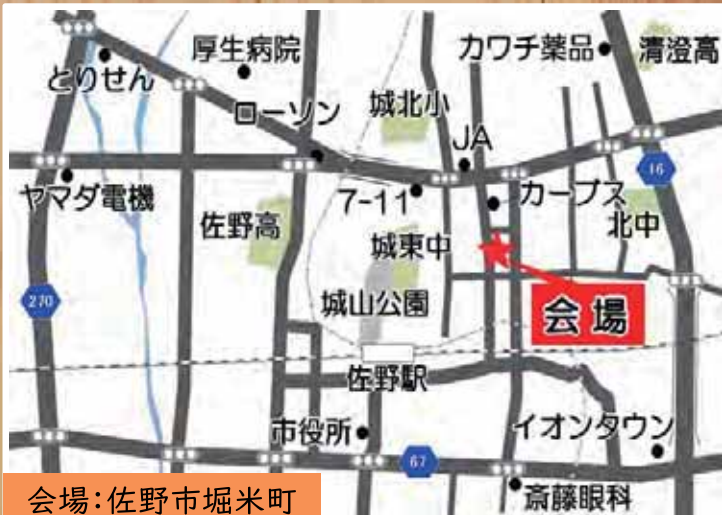 厚生病院
カワチ薬品
清澄高
とりせん
ローソン
城北小
JA
16
ヤマダ電機
7-11
カーブス
北中
佐野高
城東中
270
城山公園
会場
佐野駅
市役所
イオンタウン
67
斎藤眼科
会場:佐野市堀米町